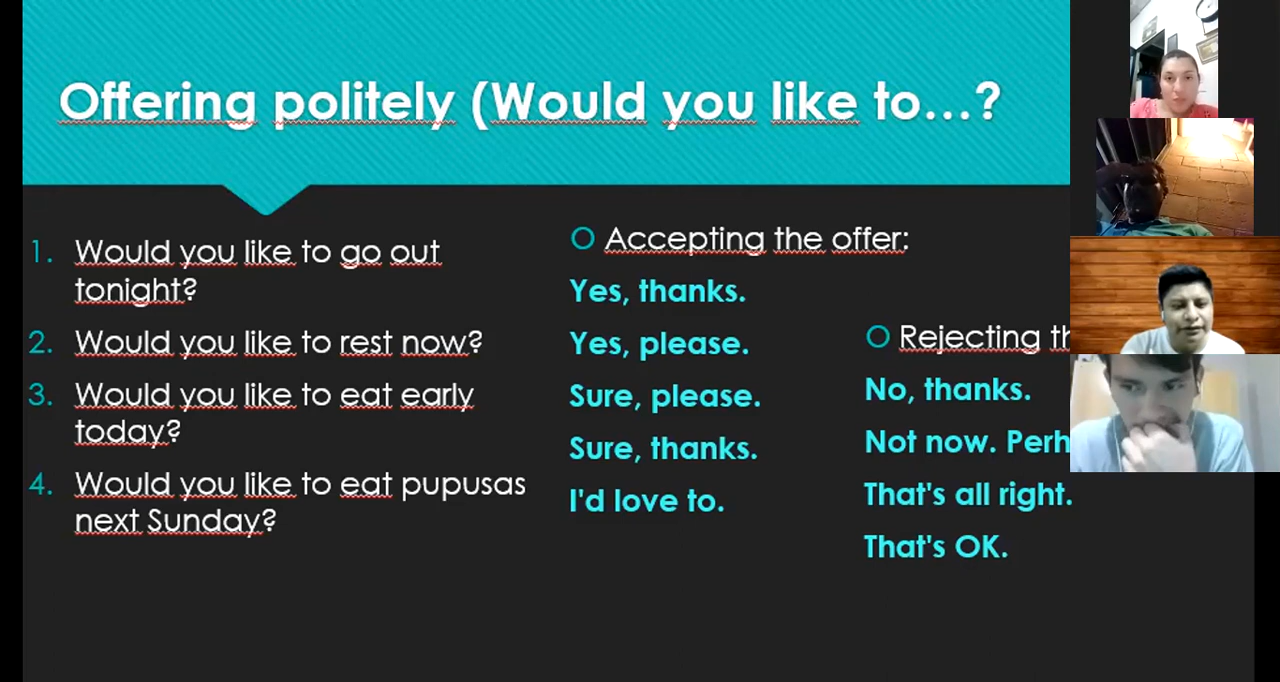 Offering politely (Would you like to…?
1. Would you like to go out
tonight?
2. Would you like to rest now?
3. Would you like to eat early
today?
4. Would you like to eat pupusas
next Sunday?
Accepting the offer:
Yes, thanks.
Yes, please.
Sure, please.
Sure, thanks.
I'd love to.
Rejecting
No, thanks.
Not now.
That's all right.
That's OK.